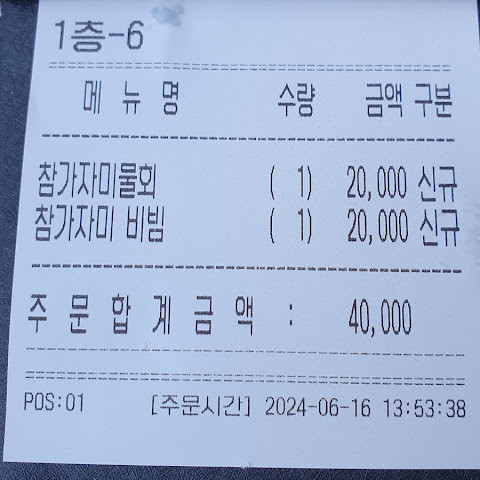 1층-6
메 뉴 명 수량 금액 구분
참가자미물회 ( 1) 20,000 신규
참가자미 비빔 ( 1) 20,000 신규
주 문 합 계 금 액 : 40,000
POS:01 [주문시간] 2024-06-16 13:53:38